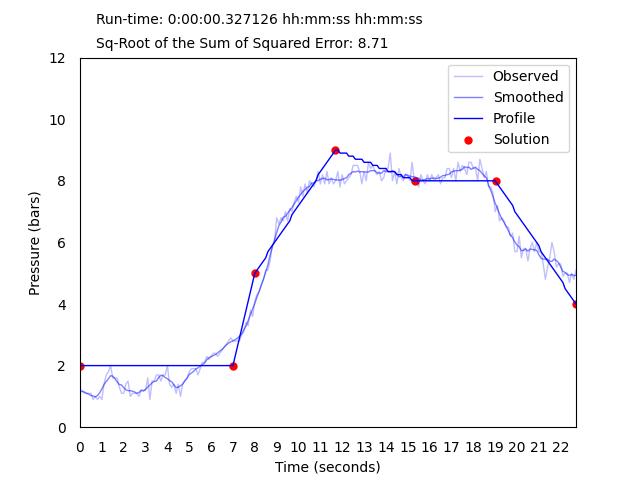 Run-time: 0:00:00.327126 hh:mm:ss hh:mm:ss
Sq-Root of the Sum of Squared Error: 8.71
Observed
Smoothed
Profile
Solution
12
10
8
6
4
2
0
Pressure (bars)
0 1 2 3 4 5 6 7 8 9 10 11 12 13 14 15 16 17 18 19 20 21 22
Time (seconds)